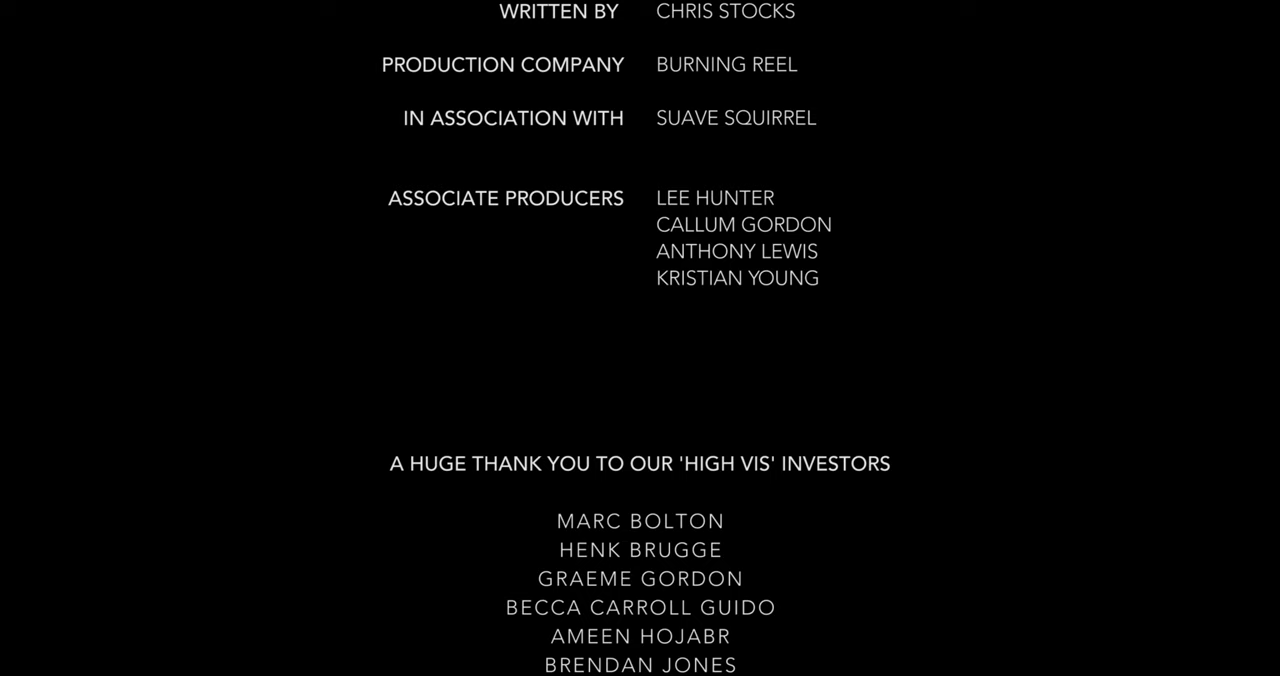 WRITTEN BY CHRIS STOCKS
PRODUCTION COMPANY BURNING REEL
IN ASSOCIATION WITH SUAVE SQUIRREL
ASSOCIATE PRODUCERS LEE HUNTER
CALLUM GORDON
ANTHONY LEWIS
KRISTIAN YOUNG
A HUGE THANK YOU TO OUR 'HIGH VIS' INVESTORS
MARC BOLTON
HENK BRUGGE
GRAEME GORDON
BECCA CARROLL GUIDO
AMEEN HOJABR
BRENDAN JONES